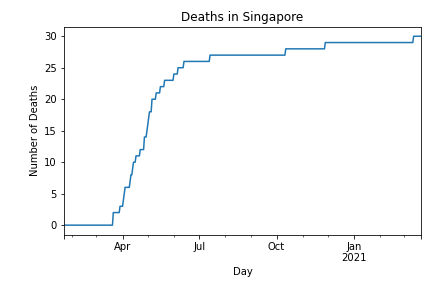 Deaths in Singapore
30
25
20
15
10
5
0
Number of Deaths
Apr
Jul
Oct
Jan
2021
Day